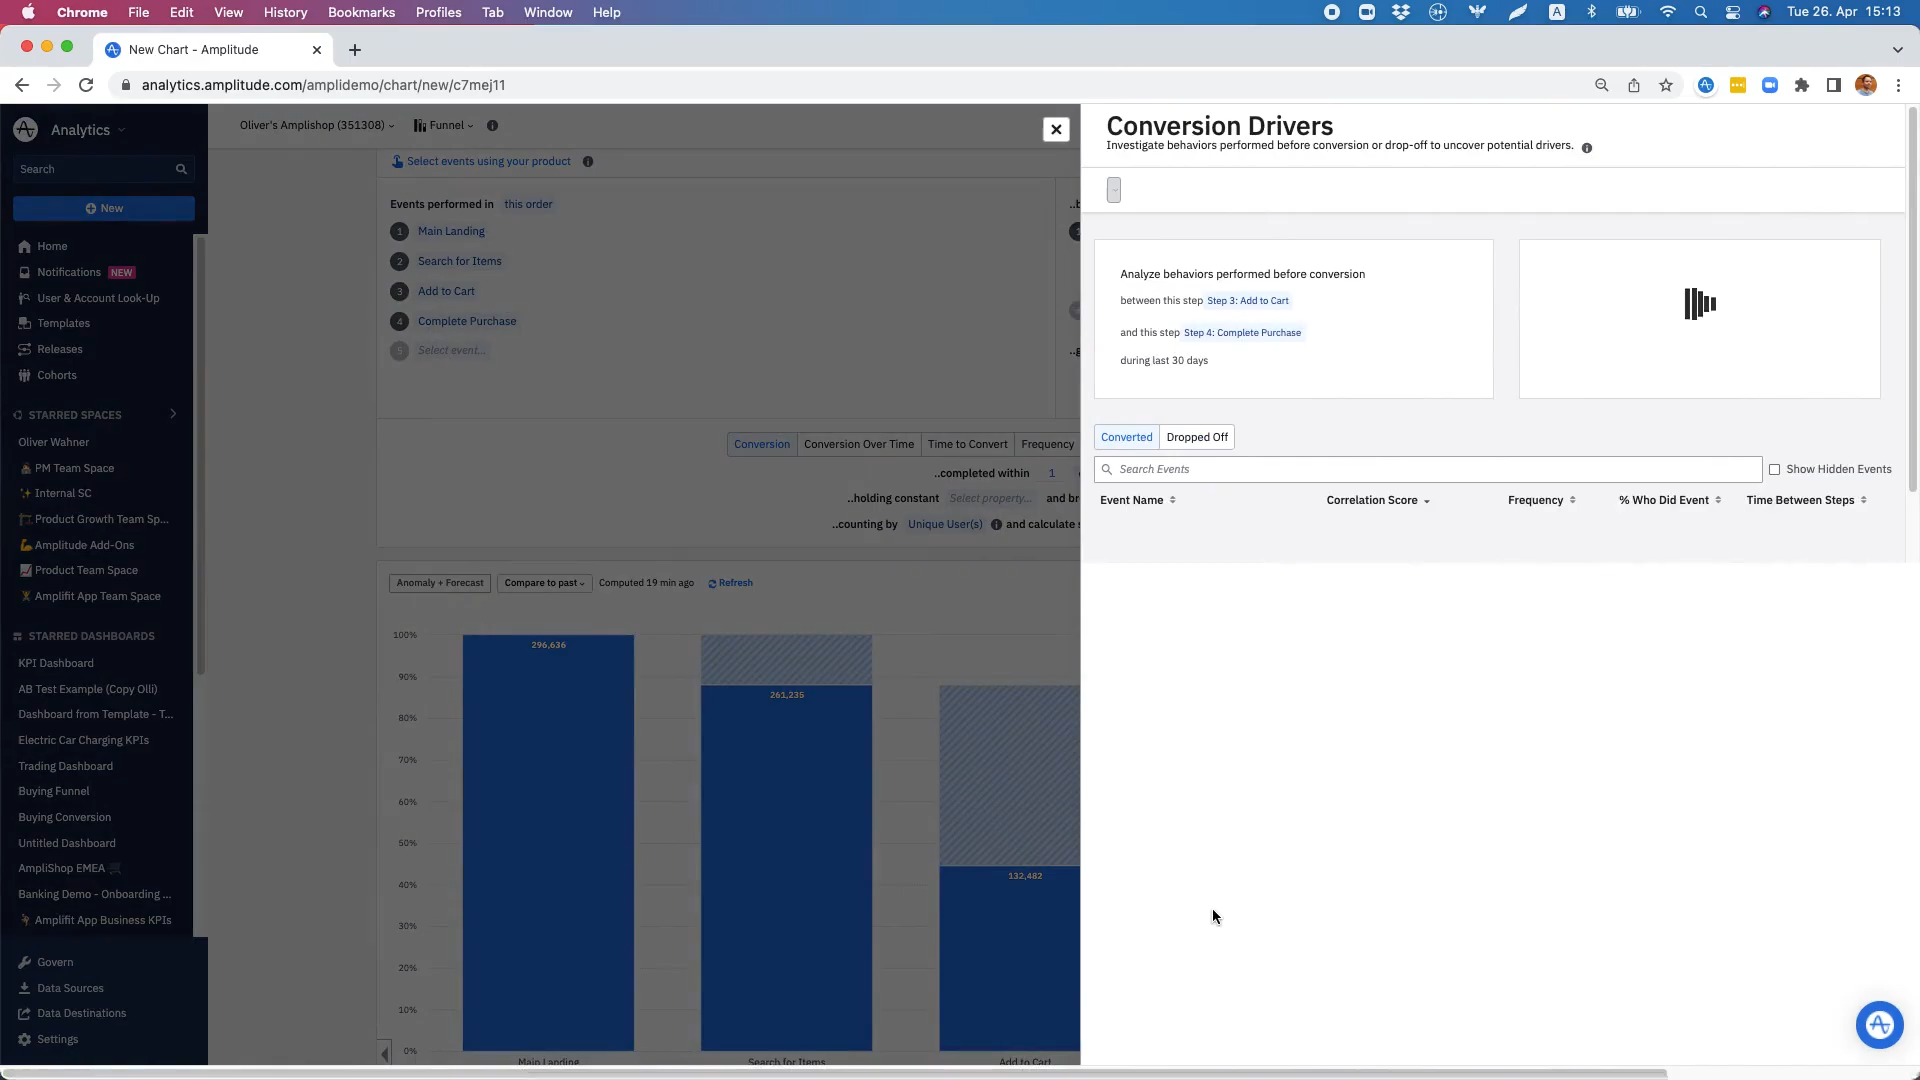 Chrome File Edit View History Bookmarks Profiles Tab Window Help
A
Tue 26. Apr 15:13
New Chart - Amplitude
analytics.amplitude.com/amplidemo/chart/new/c7mej11
Analytics
Search
New
Home
Notifications NEW
User & Account Look-Up
Templates
Releases
Cohorts
STARRED SPACES
Oliver Wahner
PM Team Space
Internal SC
Product Growth Team Sp...
Amplitude Add-Ons
Product Team Space
Amplifit App Team Space
STARRED DASHBOARDS
KPI Dashboard
AB Test Example (Copy Olli)
Dashboard from Template - T...
Electric Car Charging KPIs
Trading Dashboard
Buying Funnel
Buying Conversion
Untitled Dashboard
AmpliShop EMEA
Banking Demo - Onboarding ...
Amplifit App Business KPIs
Govern
Data Sources
Data Destinations
Settings
Oliver's Amplishop (351308)
Funnel
Select events using your product
Events performed in this order
1 Main Landing
2 Search for Items
3 Add to Cart
4 Complete Purchase
5 Select event...
Conversion Conversion Over Time Time to Convert Frequency
..completed within 1
..holding constant Select property...
..counting by Unique User(s) and calculate
Anomaly + Forecast Compare to past Computed 19 min ago Refresh
100%
90%
80%
70%
60%
50%
40%
30%
20%
10%
0%
296,636
261,235
132,482
Main Landing
Search for Items
Add to Cart
Conversion Drivers
Investigate behaviors performed before conversion or drop-off to uncover potential drivers.
Analyze behaviors performed before conversion
between this step Step 3: Add to Cart
and this step Step 4: Complete Purchase
during last 30 days
Converted Dropped Off
Search Events
Show Hidden Events
Event Name Correlation Score Frequency % Who Did Event Time Between Steps